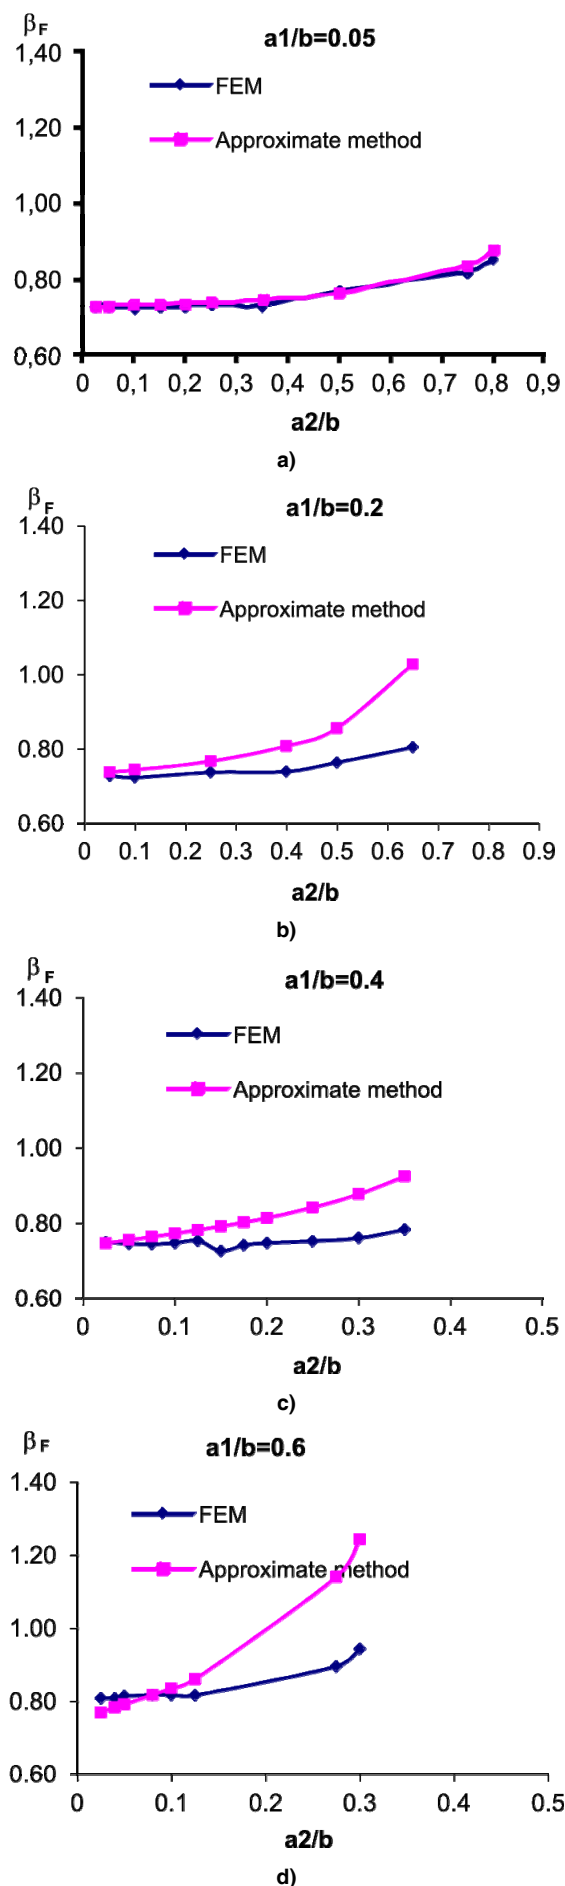 β F
a1/b=0.05
1,40
FEM
1,20
Approximate method
1,00
0,80
0,60
0 0,1 0,2 0,3 0,4 0,5 0,6 0,7 0,8 0,9
a2/b
a)
β F
a1/b=0.2
1.40
FEM
1.20
Approximate method
1.00
0.80
0.60
0 0.1 0.2 0.3 0.4 0.5 0.6 0.7 0.8 0.9
a2/b
b)
β F
a1/b=0.4
1.40
FEM
1.20
Approximate method
1.00
0.80
0.60
0 0.1 0.2 0.3 0.4 0.5
a2/b
c)
β F
a1/b=0.6
1.40
FEM
1.20
Approximate method
1.00
0.80
0.60
0 0.1 0.2 0.3 0.4 0.5
a2/b
d)